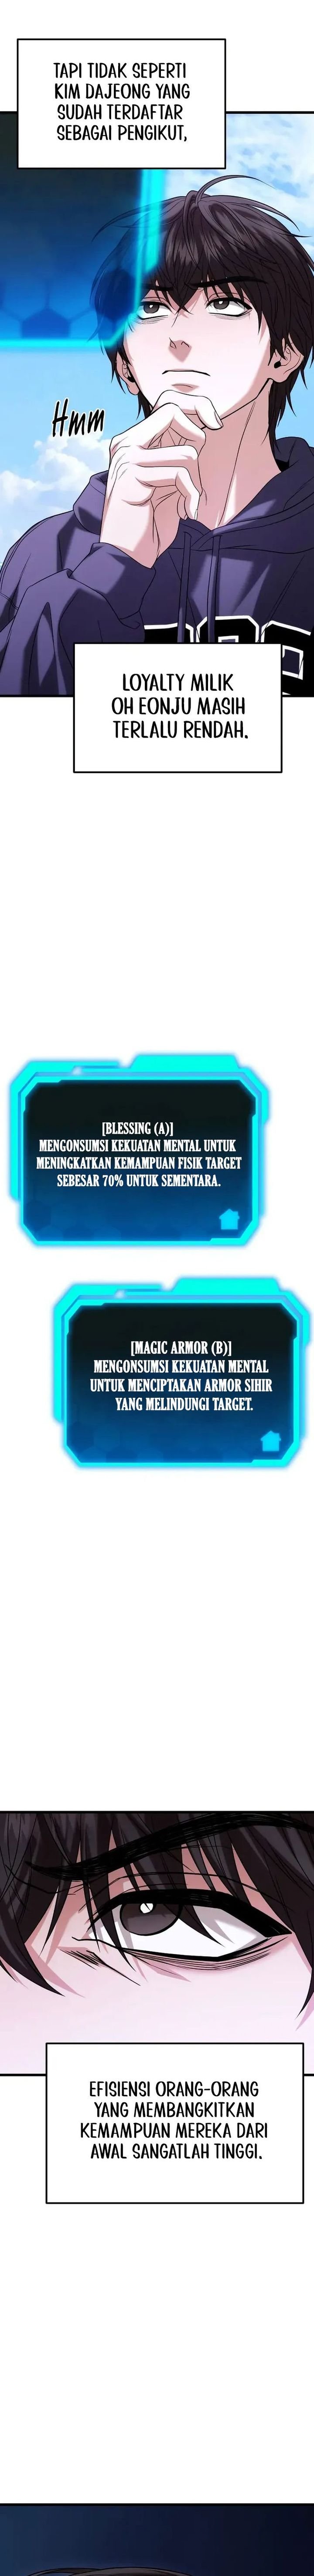 TAPI TIDAK SEPERTI
KIM DAJEONG YANG
SUDAH TERDAFTAR
SEBAGAI PENGIKUT,
Hmm
LOYALTY MILIK
OH EONJU MASIH
TERLALU RENDAH.
[BLESSING (A)]
MENGONSUMSI KEKUATAN MENTAL UNTUK
MENINGKATKAN KEMAMPUAN FISIK TARGET
SEBESAR 70% UNTUK SEMENTARA.
[MAGIC ARMOR (B)]
MENGONSUMSI KEKUATAN MENTAL
UNTUK MENCIPTAKAN ARMOR SIHIR
YANG MELINDUNGI TARGET.
EFISIENSI ORANG-ORANG
YANG MEMBANGKITKAN
KEMAMPUAN MEREKA DARI
AWAL SANGATLAH TINGGI.